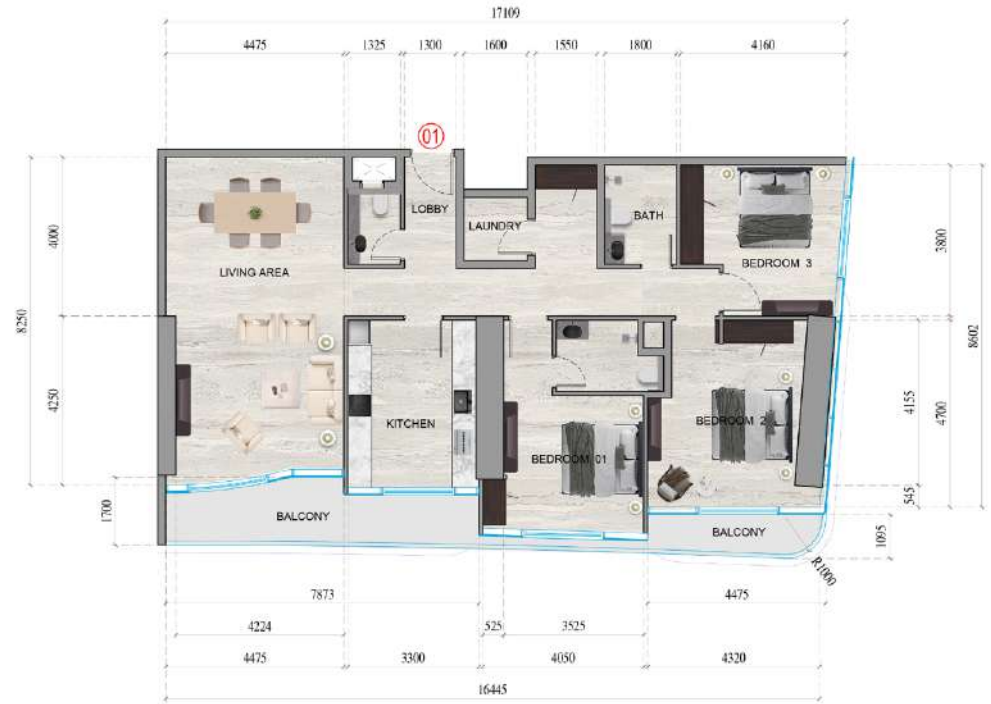 17109
4475 1325 1300 1600 1550 1800 4160
01
LOBBY
LAUNDRY
BATH
BEDROOM 3
LIVING AREA
4000
8250
4250
1700
3800
8602
4155
4700
545
1095
KITCHEN
BEDROOM 01
BEDROOM 2
BALCONY
BALCONY
R1000
7873 4475
4224 525 3525
4475 3300 4050 4320
16445